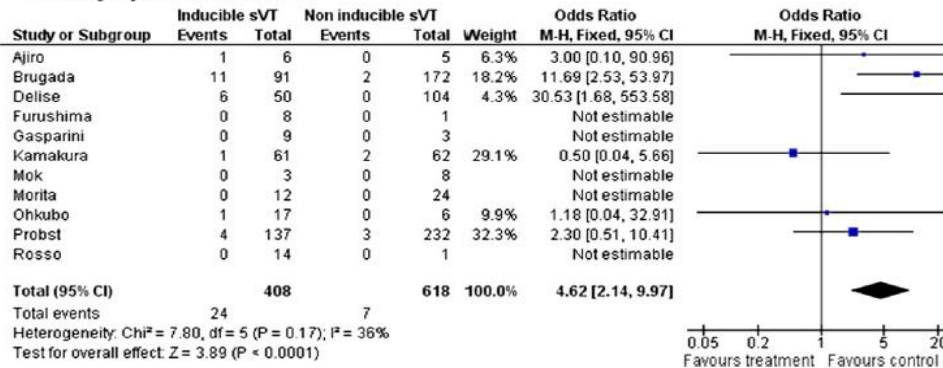 Inducible sVT Non inducible sVT Odds Ratio Odds Ratio
Study or Subgroup Events Total Events Total Weight M-H, Fixed, 95% CI M-H, Fixed, 95% CI
Ajiro 1 6 0 5 6.3% 3.00 [0.10, 90.96]
Brugada 11 91 2 172 18.2% 11.69 [2.53, 53.97]
Delise 6 50 0 104 4.3% 30.53 [1.68, 553.58]
Furushima 0 8 0 1 Not estimable
Gasparini 0 9 0 3 Not estimable
Kamakura 1 61 2 62 29.1% 0.50 [0.04, 5.66]
Mok 0 3 0 8 Not estimable
Morita 0 12 0 24 Not estimable
Ohkubo 1 17 0 6 9.9% 1.18 [0.04, 32.91]
Probst 4 137 3 232 32.3% 2.30 [0.51, 10.41]
Rosso 0 14 0 1 Not estimable
Total (95% CI) 408 618 100.0% 4.62 [2.14, 9.97]
Total events 24 7
Heterogeneity: Chi² = 7.80, df = 5 (P = 0.17); I² = 36%
Test for overall effect: Z = 3.89 (P < 0.0001)
0.05 0.2 1 5 20
Favours treatment Favours control